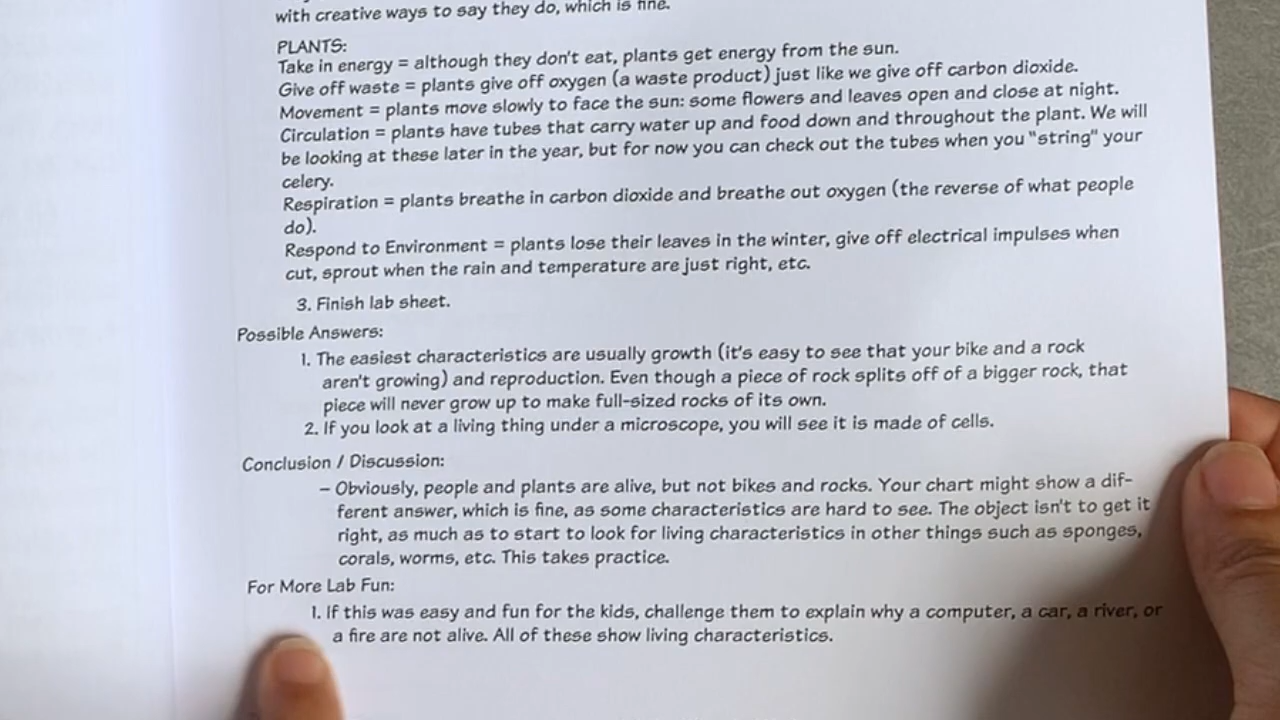 with creative ways to say they do, which is fine.
PLANTS:
Take in energy = although they don't eat, plants get energy from the sun.
Give off waste = plants give off oxygen (a waste product) just like we give off carbon dioxide.
Movement = plants move slowly to face the sun: some flowers and leaves open and close at night.
Circulation = plants have tubes that carry water up and food down and throughout the plant. We will
be looking at these later in the year, but for now you can check out the tubes when you "string" your
celery.
Respiration = plants breathe in carbon dioxide and breathe out oxygen (the reverse of what people
do).
Respond to Environment = plants lose their leaves in the winter, give off electrical impulses when
cut, sprout when the rain and temperature are just right, etc.
3. Finish lab sheet.
Possible Answers:
1. The easiest characteristics are usually growth (it's easy to see that your bike and a rock
aren't growing) and reproduction. Even though a piece of rock splits off of a bigger rock, that
piece will never grow up to make full-sized rocks of its own.
2. If you look at a living thing under a microscope, you will see it is made of cells.
Conclusion / Discussion:
– Obviously, people and plants are alive, but not bikes and rocks. Your chart might show a dif-
ferent answer, which is fine, as some characteristics are hard to see. The object isn't to get it
right, as much as to start to look for living characteristics in other things such as sponges,
corals, worms, etc. This takes practice.
For More Lab Fun:
1. If this was easy and fun for the kids, challenge them to explain why a computer, a car, a river, or
a fire are not alive. All of these show living characteristics.